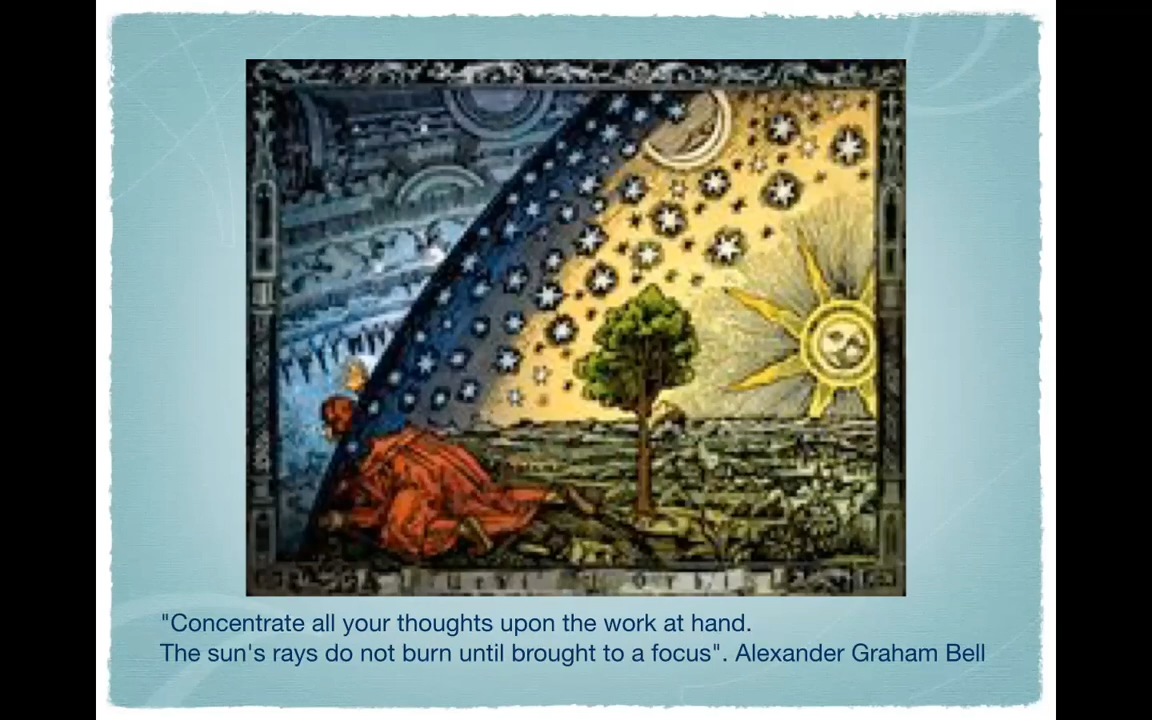 "Concentrate all your thoughts upon the work at hand.
The sun's rays do not burn until brought to a focus". Alexander Graham Bell